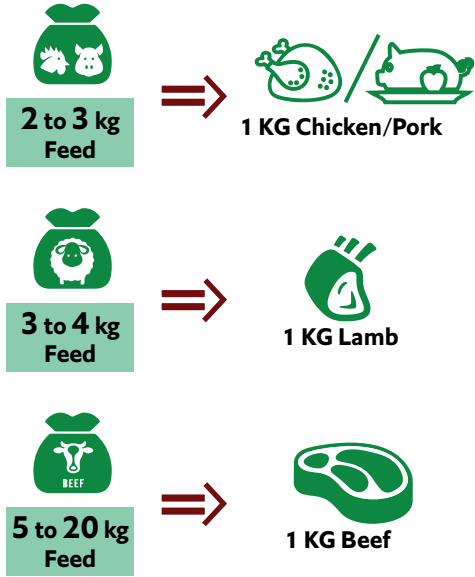 2 to 3 kg
Feed
1 KG Chicken/Pork
3 to 4 kg
Feed
1 KG Lamb
BEEF
5 to 20 kg
Feed
1 KG Beef